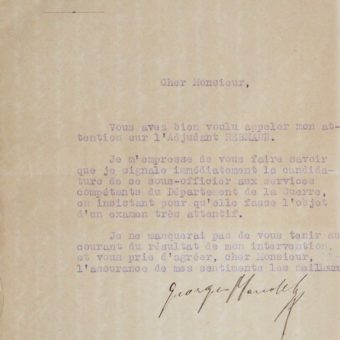 Cher Monsieur,
Vous avez bien voulu appeler mon at-
tention sur l'Adjudant
Je m'empresse de vous faire savoir
que je signale immédiatement la candida-
ture de ce sous-officier aux services
compétents du Département de la Guerre,
en insistant pour qu'elle fasse l'objet
d'un examen très attentif.
Je ne manquerai pas de vous tenir au
courant du résultat de mon intervention,
et vous prie d'agréer, cher Monsieur,
l'assurance de mes sentiments les meilleu
Georges Mandel